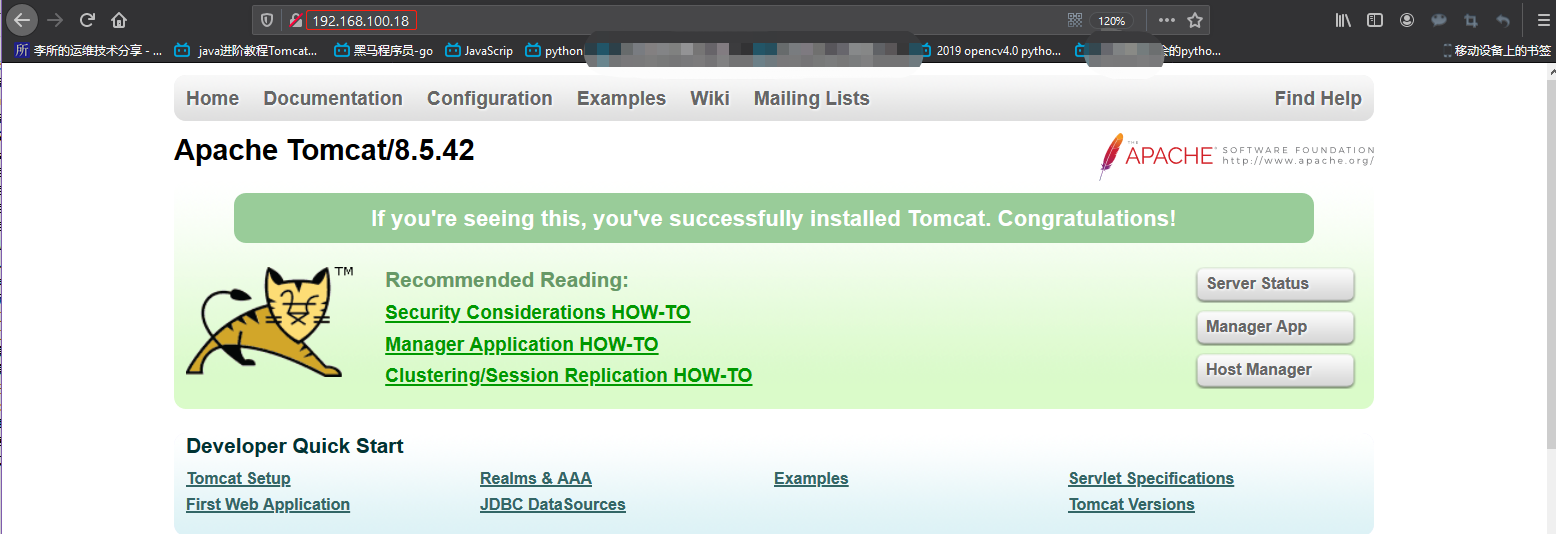 192.168.100.18
120%
李所的运维技术分享 - ...
java进阶教程Tomcat...
黑马程序员-go
JavaScrip
python
2019 opencv4.0 pytho...
的pytho...
移动设备上的书签
Home Documentation Configuration Examples Wiki Mailing Lists Find Help
Apache Tomcat/8.5.42
THE APACHE SOFTWARE FOUNDATION
http://www.apache.org/
If you're seeing this, you've successfully installed Tomcat. Congratulations!
TM
Recommended Reading:
Security Considerations HOW-TO
Manager Application HOW-TO
Clustering/Session Replication HOW-TO
Server Status
Manager App
Host Manager
Developer Quick Start
Tomcat Setup Realms & AAA Examples Servlet Specifications
First Web Application JDBC DataSources Tomcat Versions